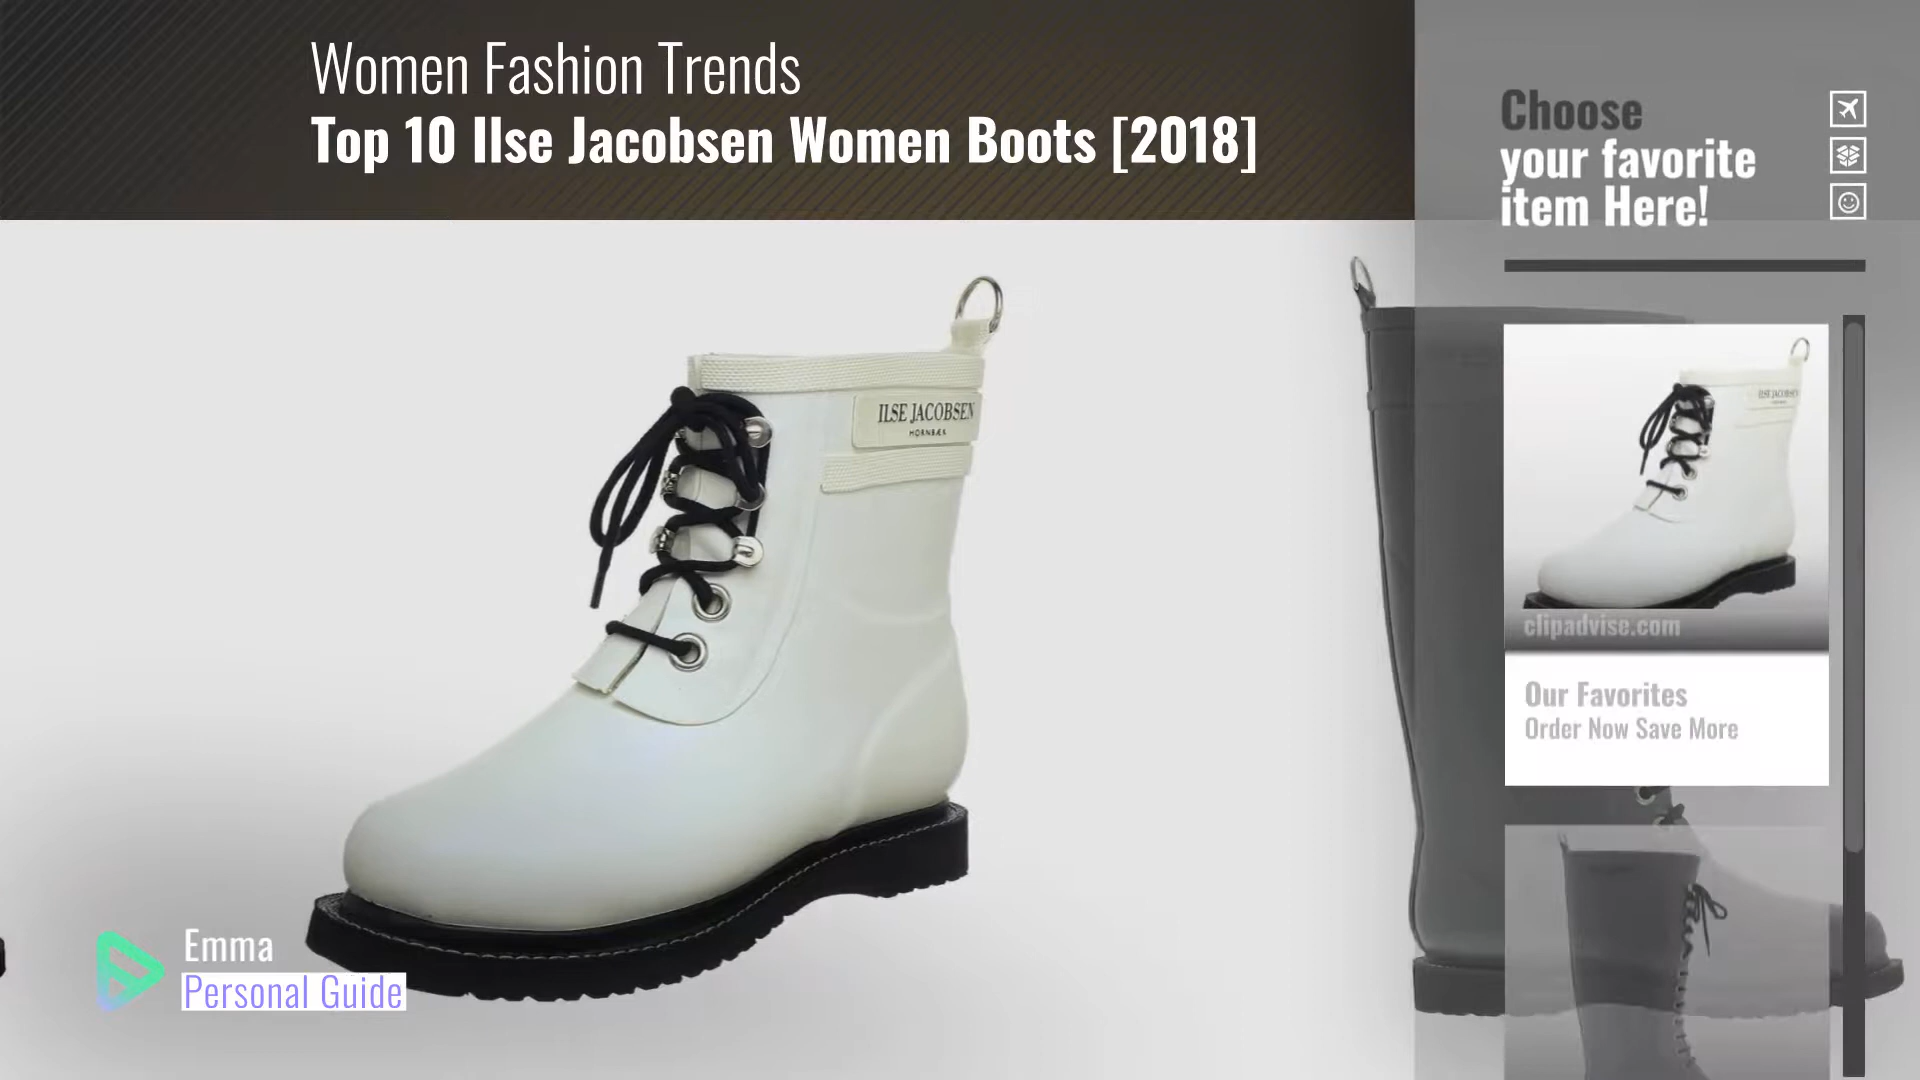 Women Fashion Trends
Top 10 Ilse Jacobsen Women Boots [2018]
Choose
your favorite
item Here!
ILSE JACOBSEN
HORNBÆK
ILSE JACOBSEN
clipadvise.com
Our Favorites
Order Now Save More
Emma
Personal Guide